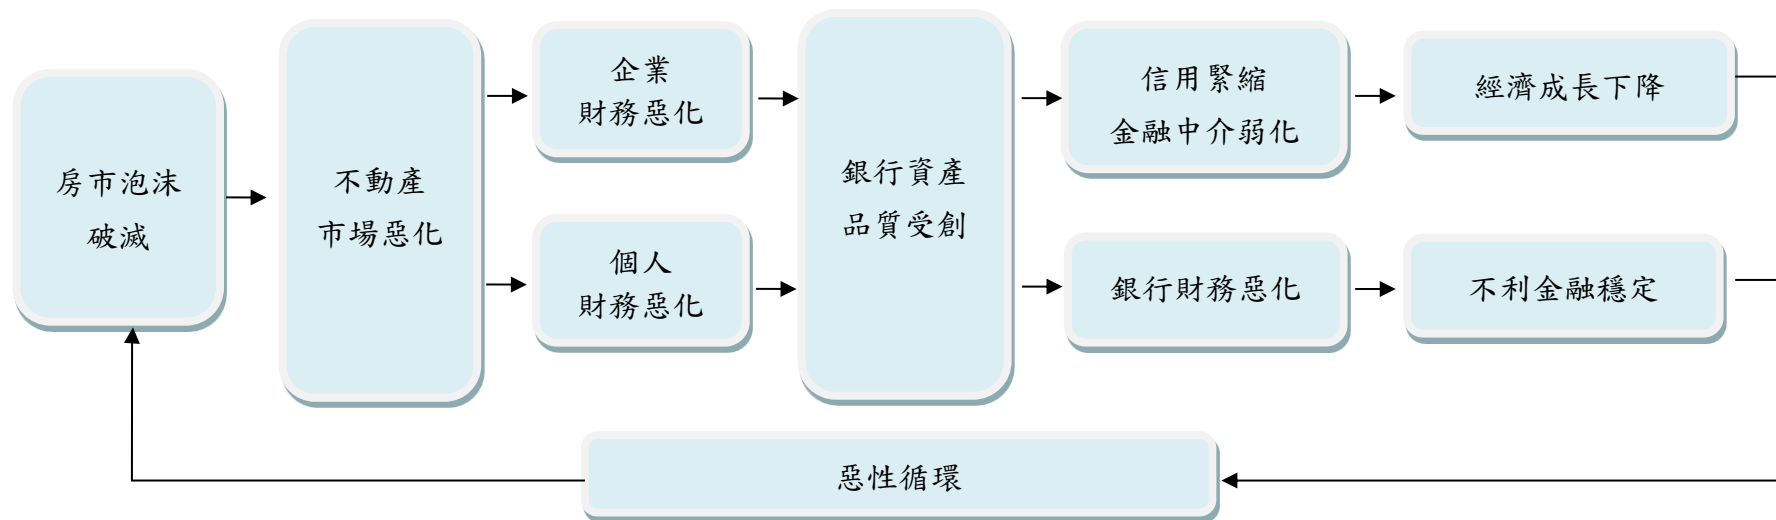 房市泡沫
破滅
不動產
市場惡化
企業
財務惡化
個人
財務惡化
銀行資產
品質受創
信用緊縮
金融中介弱化
銀行財務惡化
經濟成長下降
不利金融穩定
惡性循環